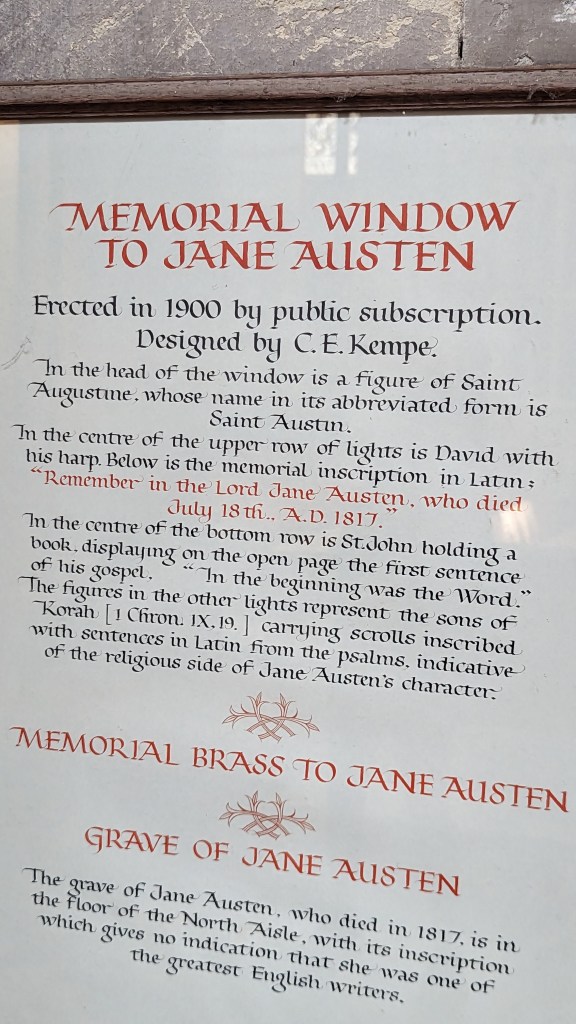 MEMORIAL WINDOW
TO JANE AUSTEN
Erected in 1900 by public subscription.
Designed by C. E. Kempe.
In the head of the window is a figure of Saint
Augustine, whose name in its abbreviated form is
Saint Austin.
In the centre of the upper row of lights is David with
his harp. Below is the memorial inscription in Latin :
“Remember in the Lord Jane Austen, who died
July 18th., A.D. 1817.”
In the centre of the bottom row is St. John holding a
book, displaying on the open page the first sentence
of his gospel. “In the beginning was the Word.”
The figures in the other lights represent the sons of
Korah [1 Chron. IX. 19.] carrying scrolls inscribed
with sentences in Latin from the psalms, indicative
of the religious side of Jane Austen's character.
MEMORIAL BRASS TO JANE AUSTEN
GRAVE OF JANE AUSTEN
The grave of Jane Austen, who died in 1817, is in
the floor of the North Aisle, with its inscription
which gives no indication that she was one of
the greatest English writers.